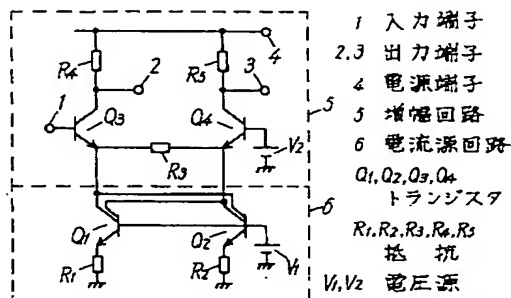 R4
2
R5
3
4
1
Q3
Q4
5
R3
V2
6
Q1
Q2
V1
R1
R2
1 入力端子
2,3 出力端子
4 電源端子
5 増幅回路
6 電流源回路
Q1,Q2,Q3,Q4
トランジスタ
R1,R2,R3,R4,R5
抵抗
V1,V2 電圧源